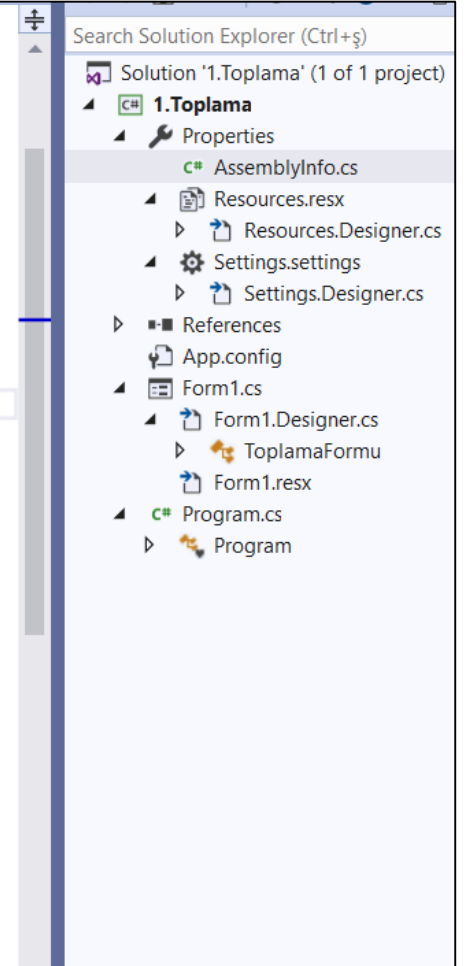 Search Solution Explorer (Ctrl+ş)
Solution '1.Toplama' (1 of 1 project)
C# 1.Toplama
Properties
C# AssemblyInfo.cs
Resources.resx
Resources.Designer.cs
Settings.settings
Settings.Designer.cs
References
App.config
Form1.cs
Form1.Designer.cs
ToplamaFormu
Form1.resx
C# Program.cs
Program